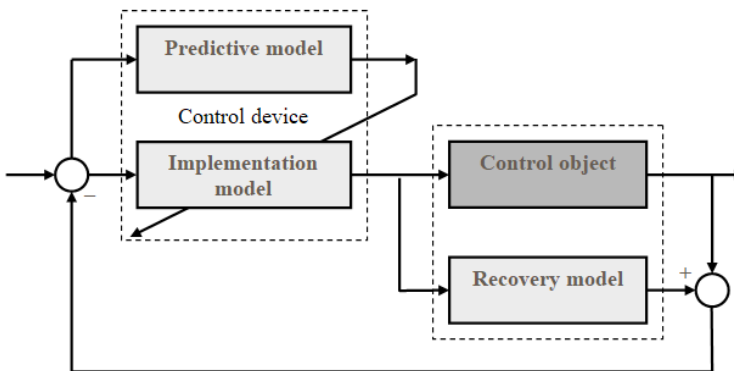 Predictive model
Control device
Implementation
model
Control object
Recovery model
−
+